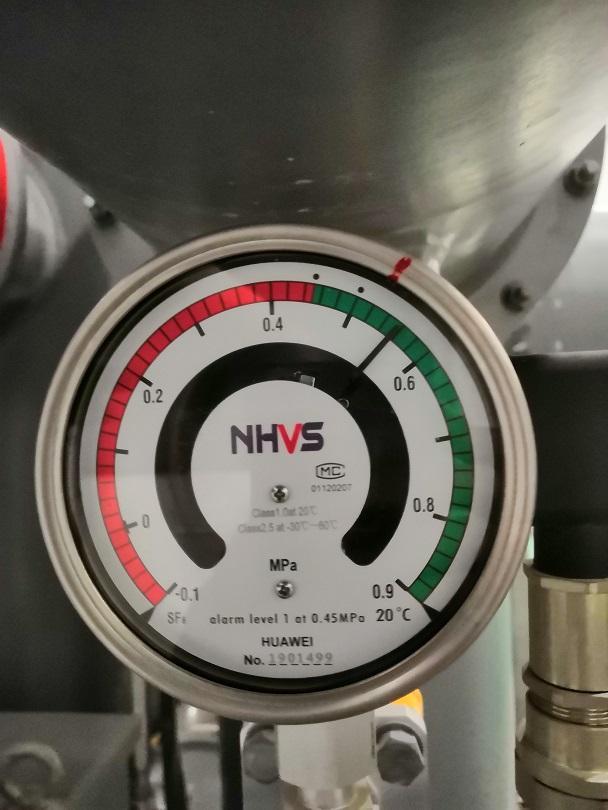 0.4
0.2
0.6
NHVS
MC
01120207
Class1.0at 20℃
Class2.5 at -30℃~60℃
0
0.8
MPa
-0.1
0.9
SF₆ alarm level 1 at 0.45MPa 20°C
HUAWEI
No. 1901499